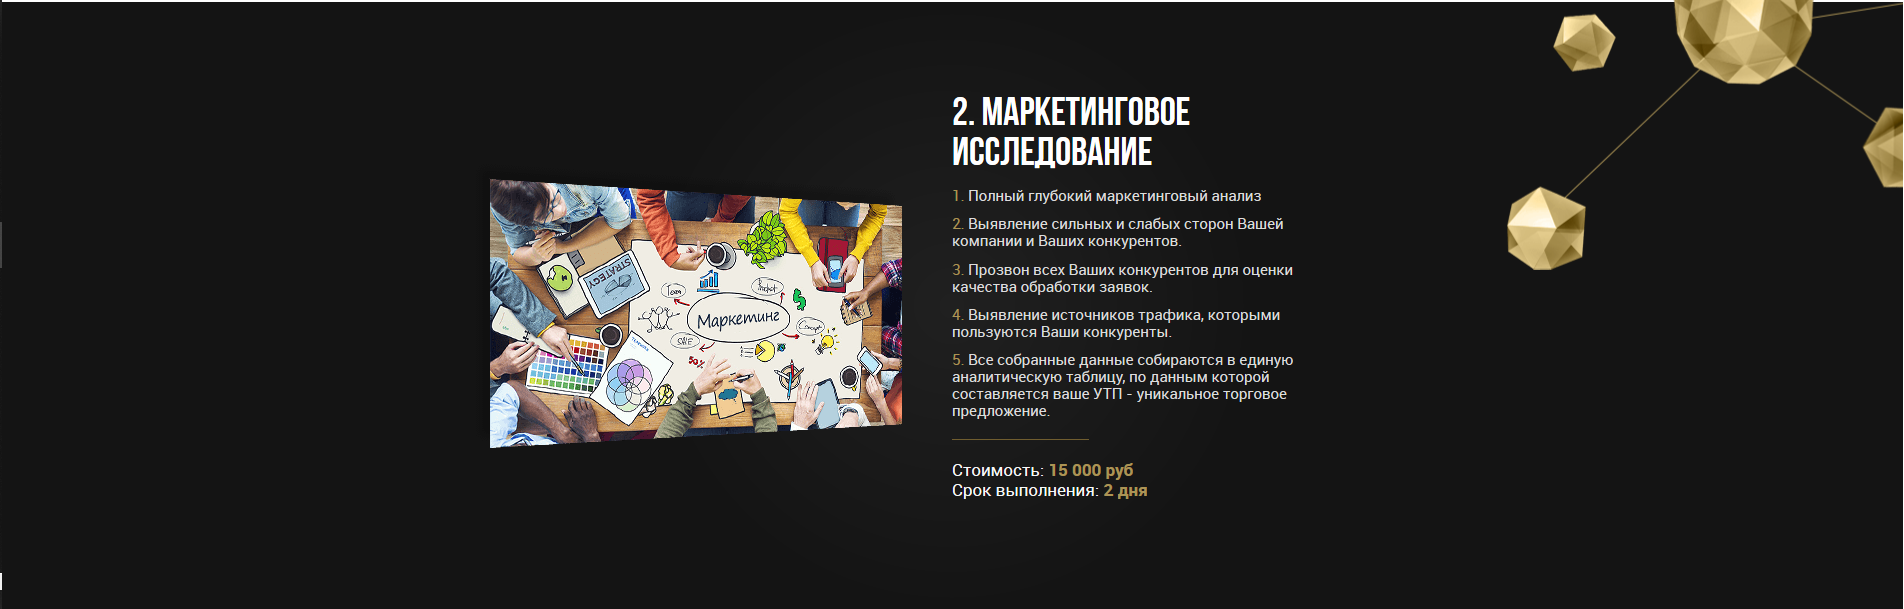 2. МАРКЕТИНГОВОЕ
ИССЛЕДОВАНИЕ
1. Полный глубокий маркетинговый анализ
2. Выявление сильных и слабых сторон Вашей
компании и Ваших конкурентов.
3. Прозвон всех Ваших конкурентов для оценки
качества обработки заявок.
4. Выявление источников трафика, которыми
пользуются Ваши конкуренты.
5. Все собранные данные собираются в единую
аналитическую таблицу, по данным которой
составляется ваше УТП - уникальное торговое
предложение.
Стоимость: 15 000 руб
Срок выполнения: 2 дня
STRATEGY
Team
Product
Маркетинг
Concept
SALE
50%